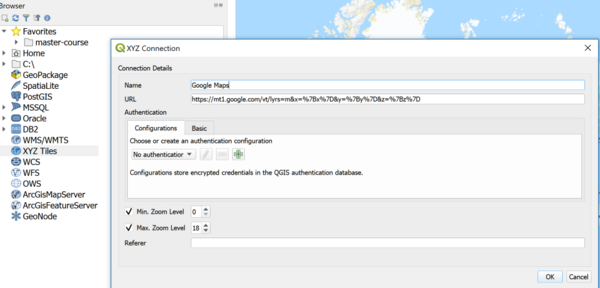 Browser
Favorites
master-course
Home
C:\
GeoPackage
SpatiaLite
PostGIS
MSSQL
Oracle
DB2
WMS/WMTS
XYZ Tiles
WCS
WFS
OWS
ArcGisMapServer
ArcGisFeatureServer
GeoNode
XYZ Connection
Connection Details
Name Google Maps
URL https://mt1.google.com/vt/lyrs=m&x=%7Bx%7D&y=%7By%7D&z=%7Bz%7D
Authentication
Configurations Basic
Choose or create an authentication configuration
No authentication
Configurations store encrypted credentials in the QGIS authentication database.
Min. Zoom Level 0
Max. Zoom Level 18
Referer
OK Cancel